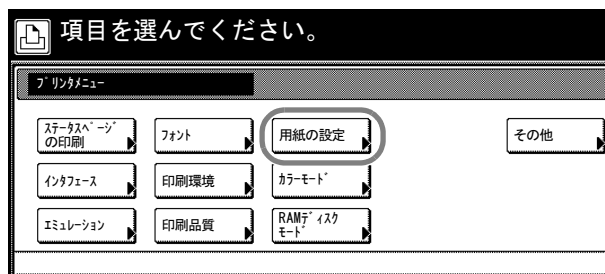 項目を選んでください。
ﾌﾟﾘﾝﾀﾒﾆｭｰ
ｽﾃｰﾀｽﾍﾟｰｼﾞ
の印刷
ﾌｫﾝﾄ
用紙の設定
その他
ｲﾝﾀﾌｪｰｽ
印刷環境
ｶﾗｰﾓｰﾄﾞ
ｴﾐｭﾚｰｼｮﾝ
印刷品質
RAMﾃﾞｨｽｸ
ﾓｰﾄﾞ